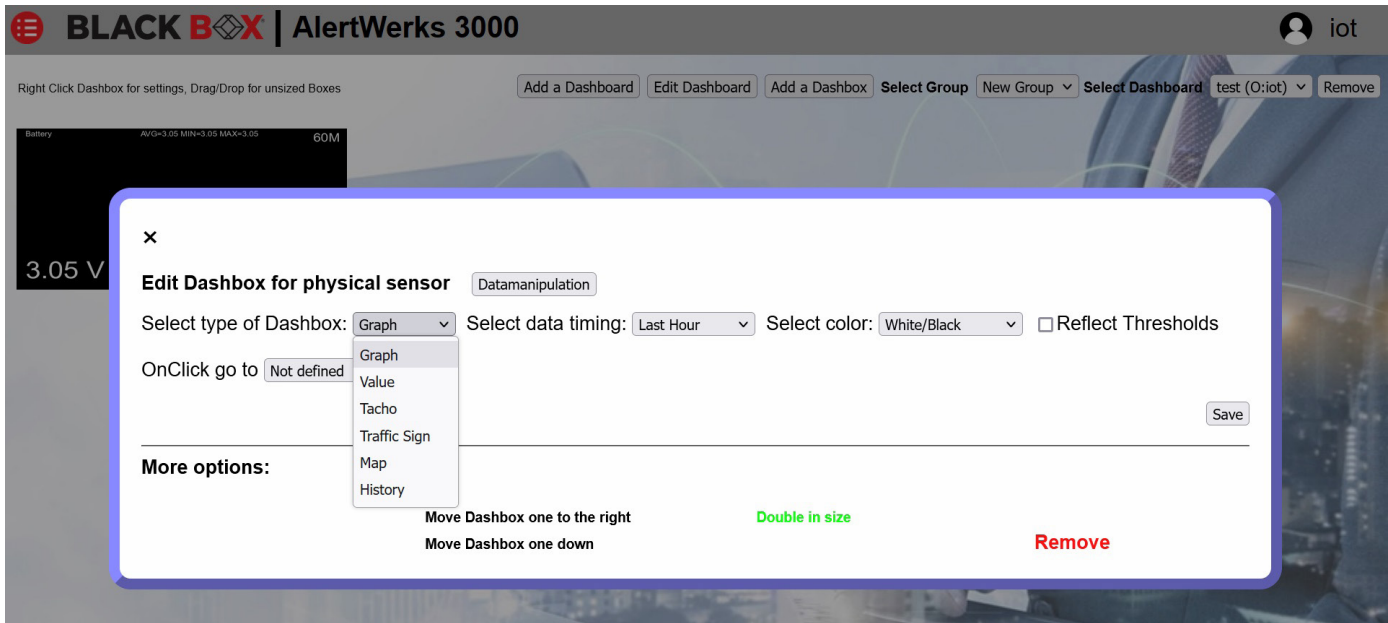 BLACK BOX | AlertWerks 3000 iot
Right Click Dashbox for settings, Drag/Drop for unsized Boxes Add a Dashboard Edit Dashboard Add a Dashbox Select Group New Group Select Dashboard test (O:iot) Remove
Battery AVG=3.05 MIN=3.05 MAX=3.05 60M
3.05 V
×
Edit Dashbox for physical sensor Datamanipulation
Select type of Dashbox: Graph Select data timing: Last Hour Select color: White/Black Reflect Thresholds
Graph
OnClick go to Not defined
Value
Tacho
Save
Traffic Sign
More options:
Map
History
Move Dashbox one to the right Double in size
Move Dashbox one down Remove